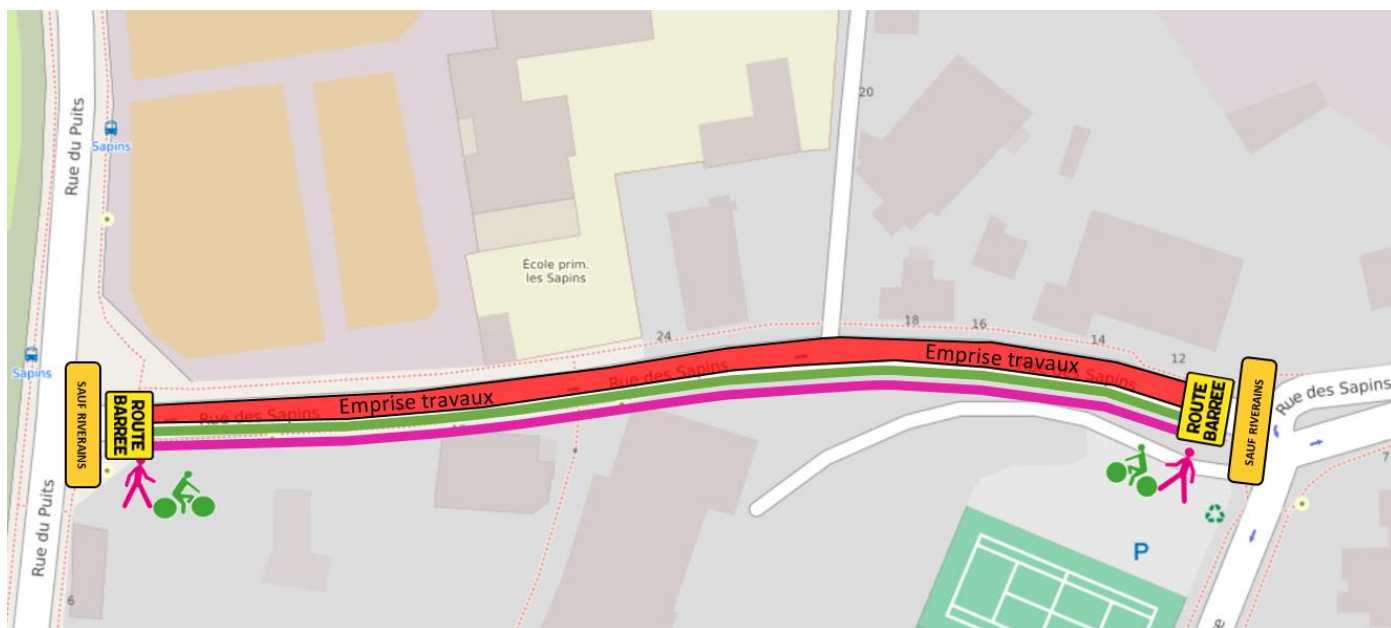 20
Rue du Puits
Sapins
École prim.
les Sapins
18
16
24
14
12
Emprise travaux
Rue des Sapins
Sapins
Sapins
Emprise travaux
Rue des Sapins
SAUF RIVERAINS
ROUTE
BARREE
ROUTE
BARREE
SAUF RIVERAINS
Rue des Sapins
7
Rue du Puits
P
6